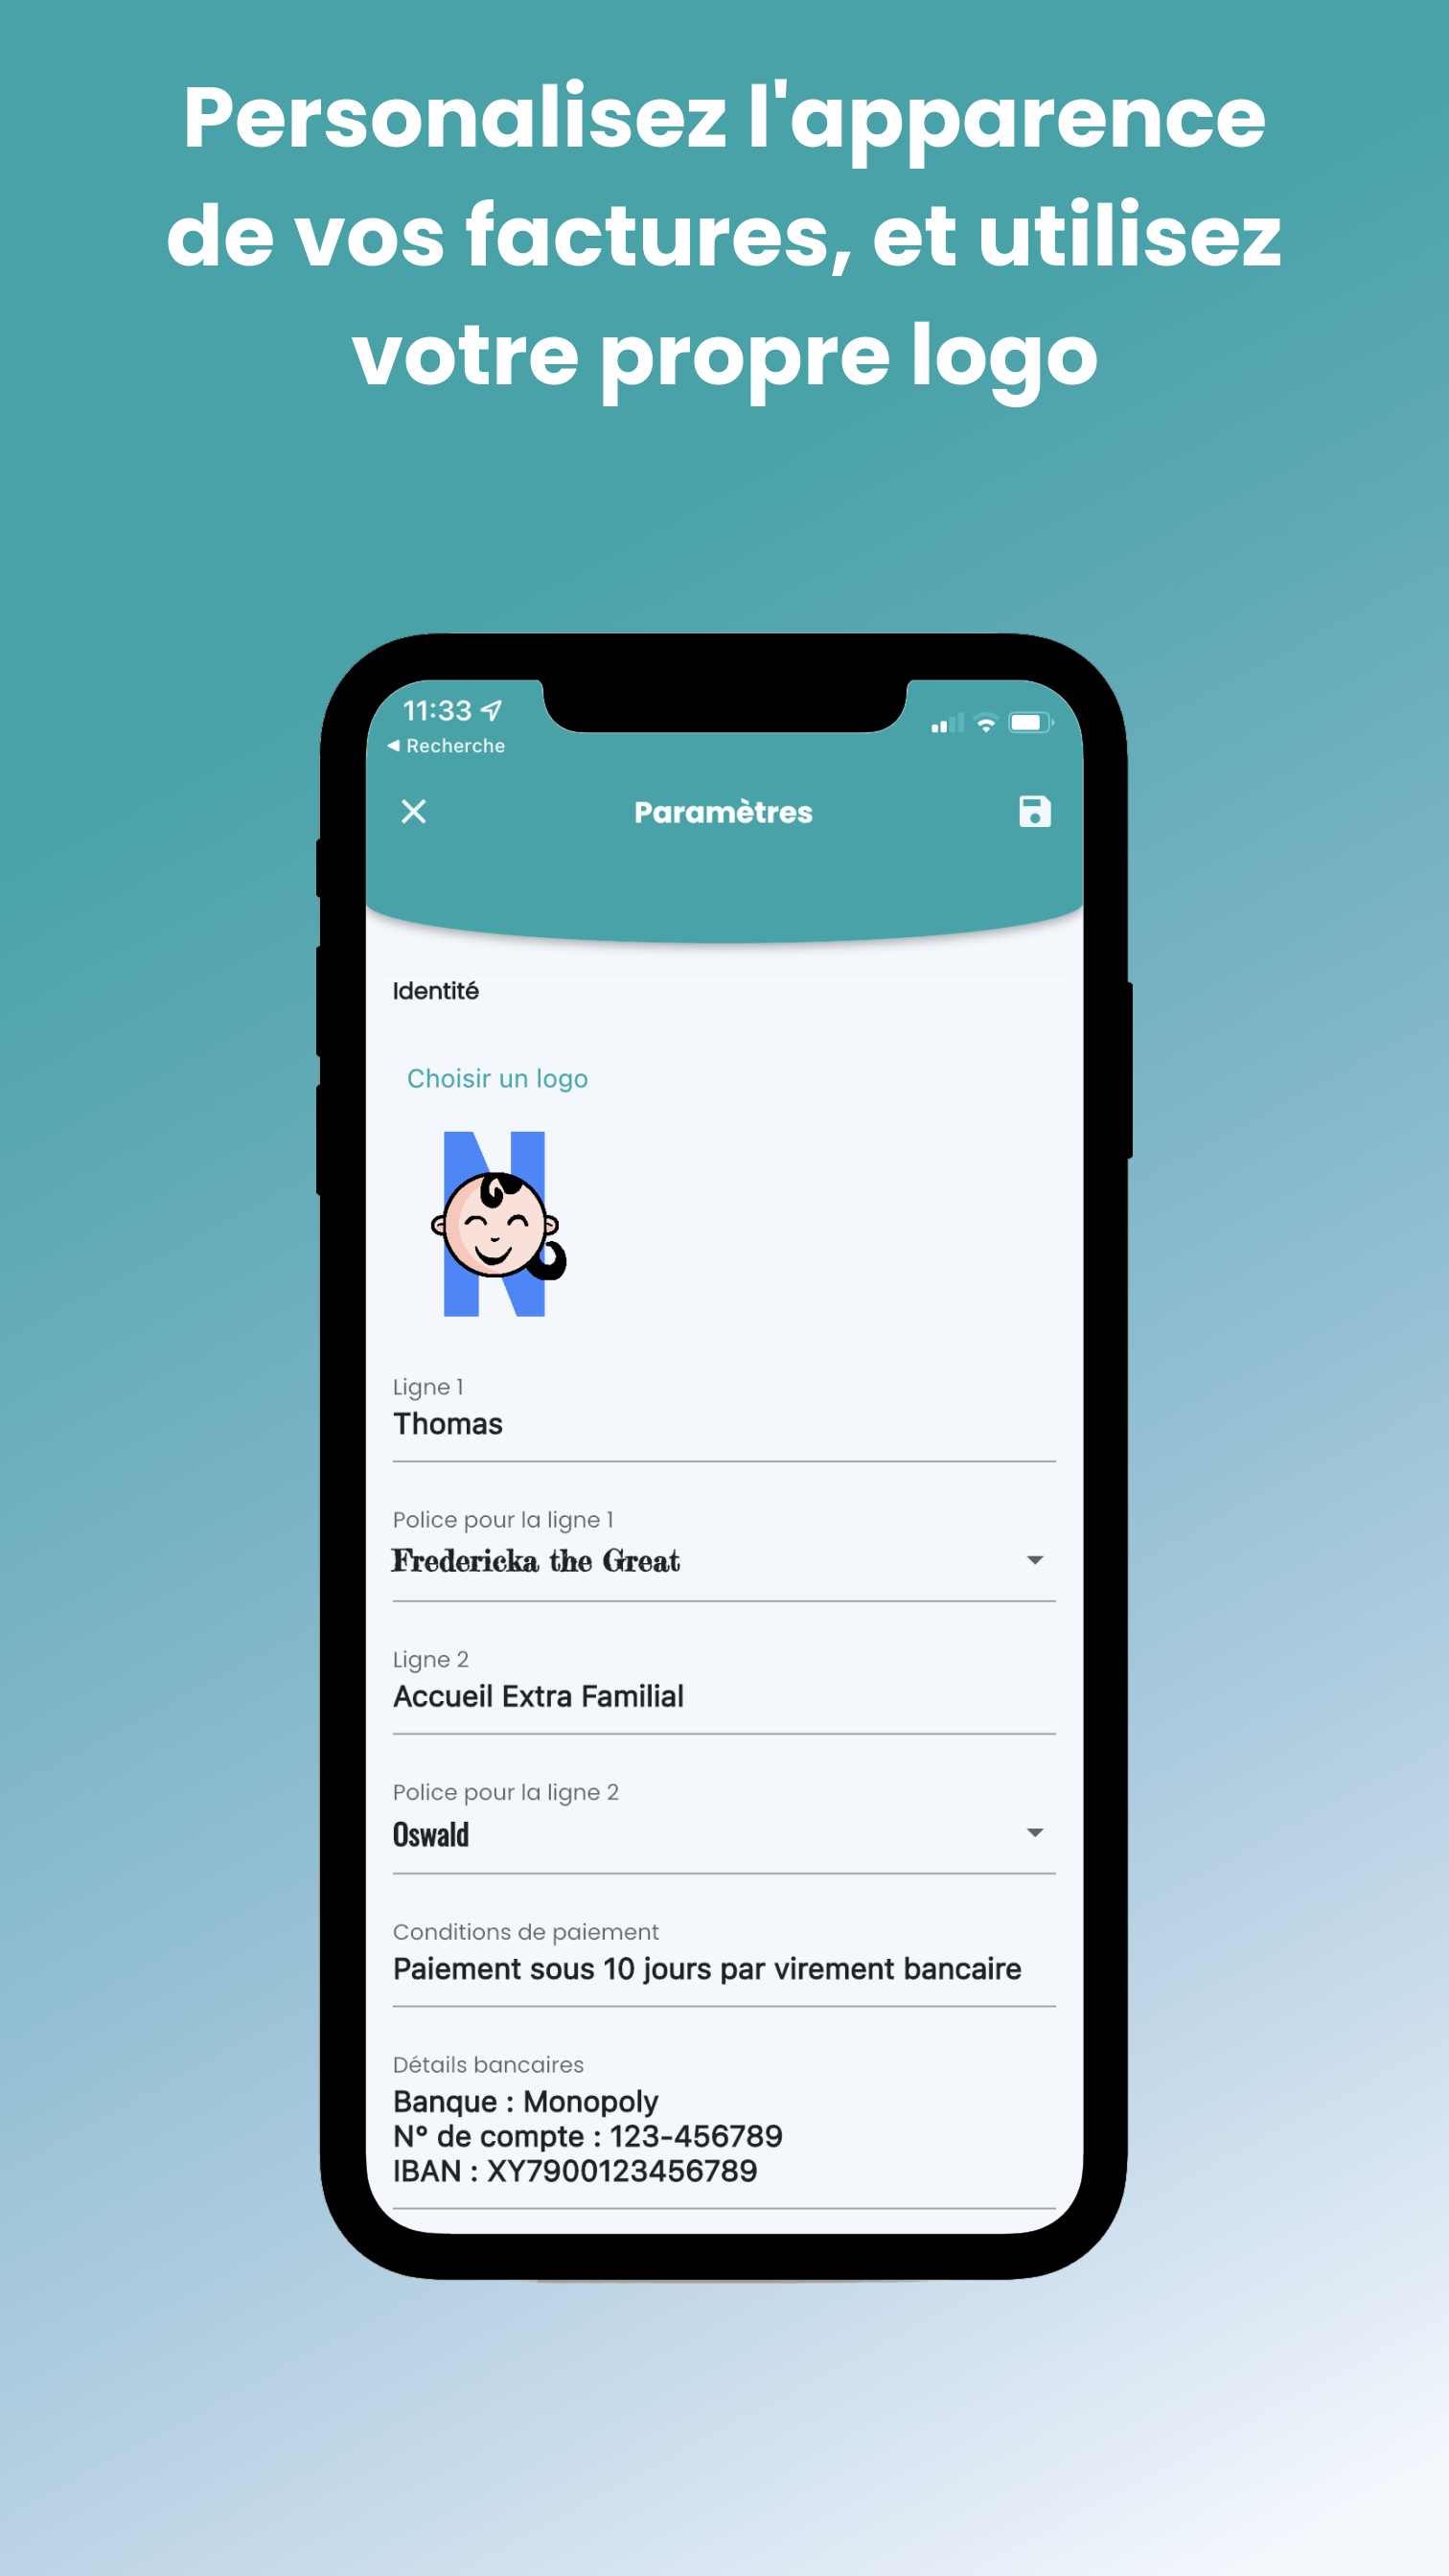 Personalisez l'apparence
de vos factures, et utilisez
votre propre logo
11:33
◀ Recherche
Paramètres
Identité
Choisir un logo
N
Ligne 1
Thomas
Police pour la ligne 1
Fredericka the Great
Ligne 2
Accueil Extra Familial
Police pour la ligne 2
Oswald
Conditions de paiement
Paiement sous 10 jours par virement bancaire
Détails bancaires
Banque : Monopoly
N° de compte : 123-456789
IBAN : XY7900123456789